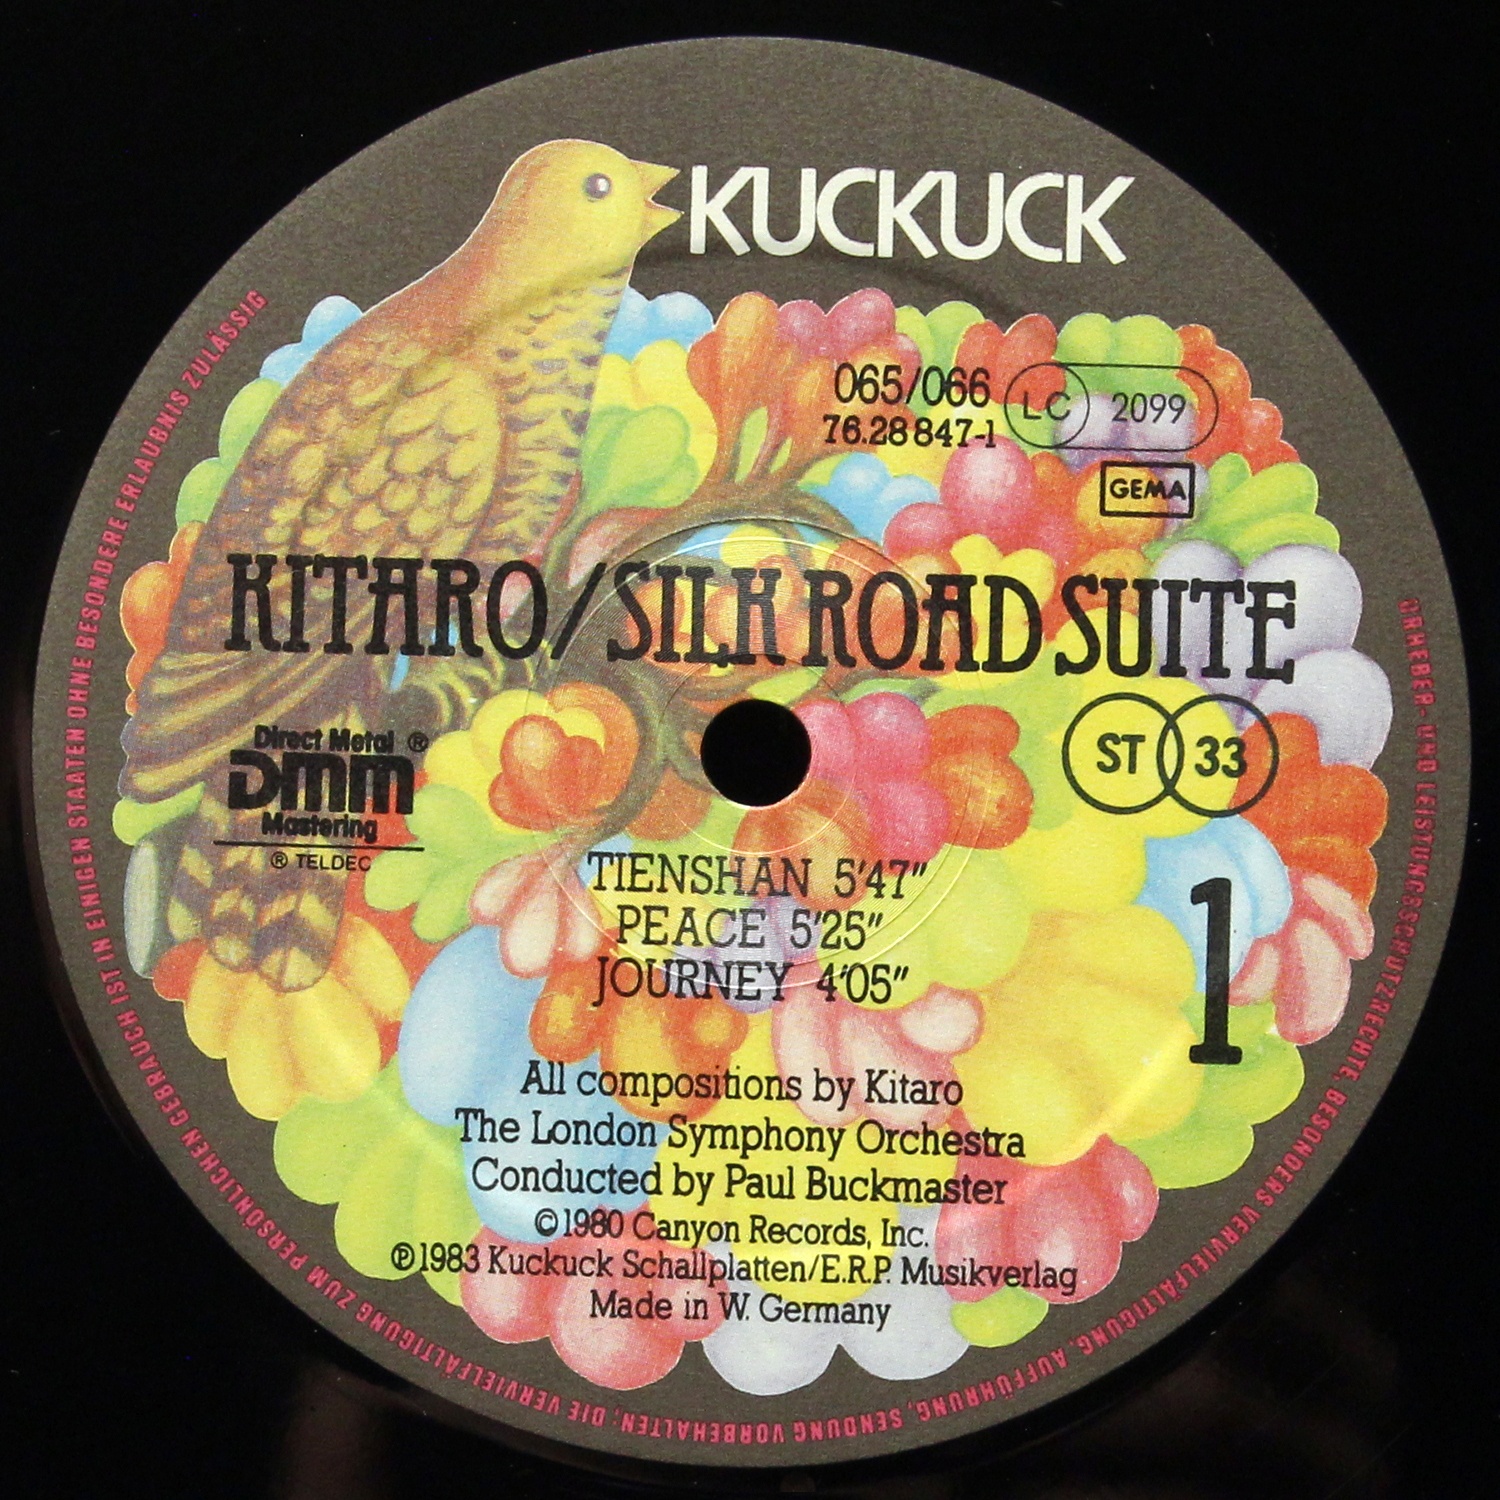 KUCKUCK
065/066
76.28847-1
LC 2099
GEMA
KITARO/SILK ROAD SUITE
Direct Metal ®
DMM
Mastering
® TELDEC
ST 33
1
TIENSHAN 5'47"
PEACE 5'25"
JOURNEY 4'05"
All compositions by Kitaro
The London Symphony Orchestra
Conducted by Paul Buckmaster
©1980 Canyon Records, Inc.
℗1983 Kuckuck Schallplatten/E.R.P. Musikverlag
Made in W. Germany
URHEBER- UND LEISTUNGSSCHUTZRECHTE, BESONDERS VERVIELFÄLTIGUNG, AUFFÜHRUNG, SENDUNG VORBEHALTEN; DIE VERVIELFÄLTIGUNG ZUM PERSÖNLICHEN GEBRAUCH IST IN EINIGEN STAATEN OHNE BESONDERE ERLAUBNIS ZULÄSSIG